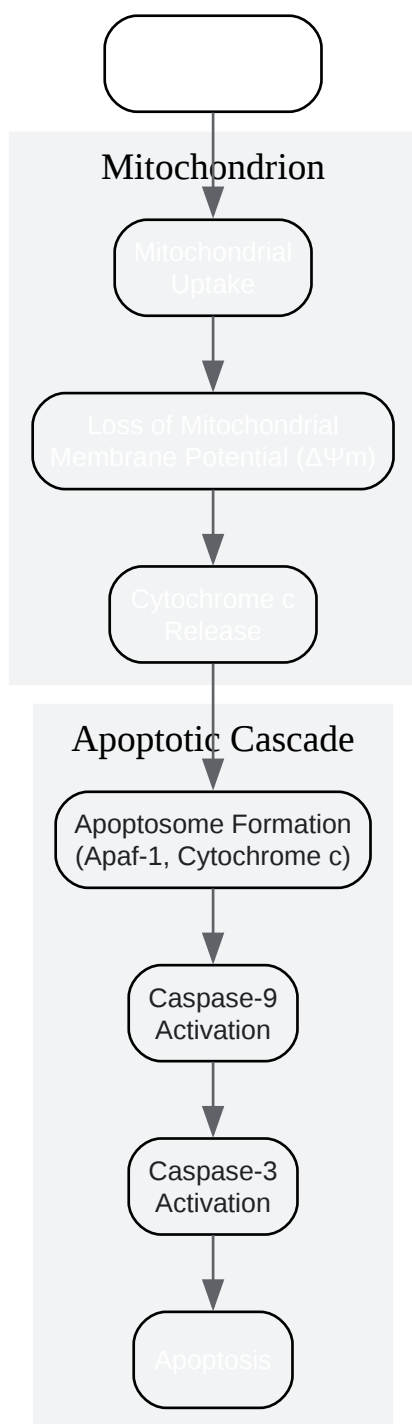 Mitochondrion
Mitochondrial
Uptake
Loss of Mitochondrial
Membrane Potential (ΔΨm)
Cytochrome c
Release
Apoptotic Cascade
Apoptosome Formation
(Apaf-1, Cytochrome c)
Caspase-9
Activation
Caspase-3
Activation
Apoptosis